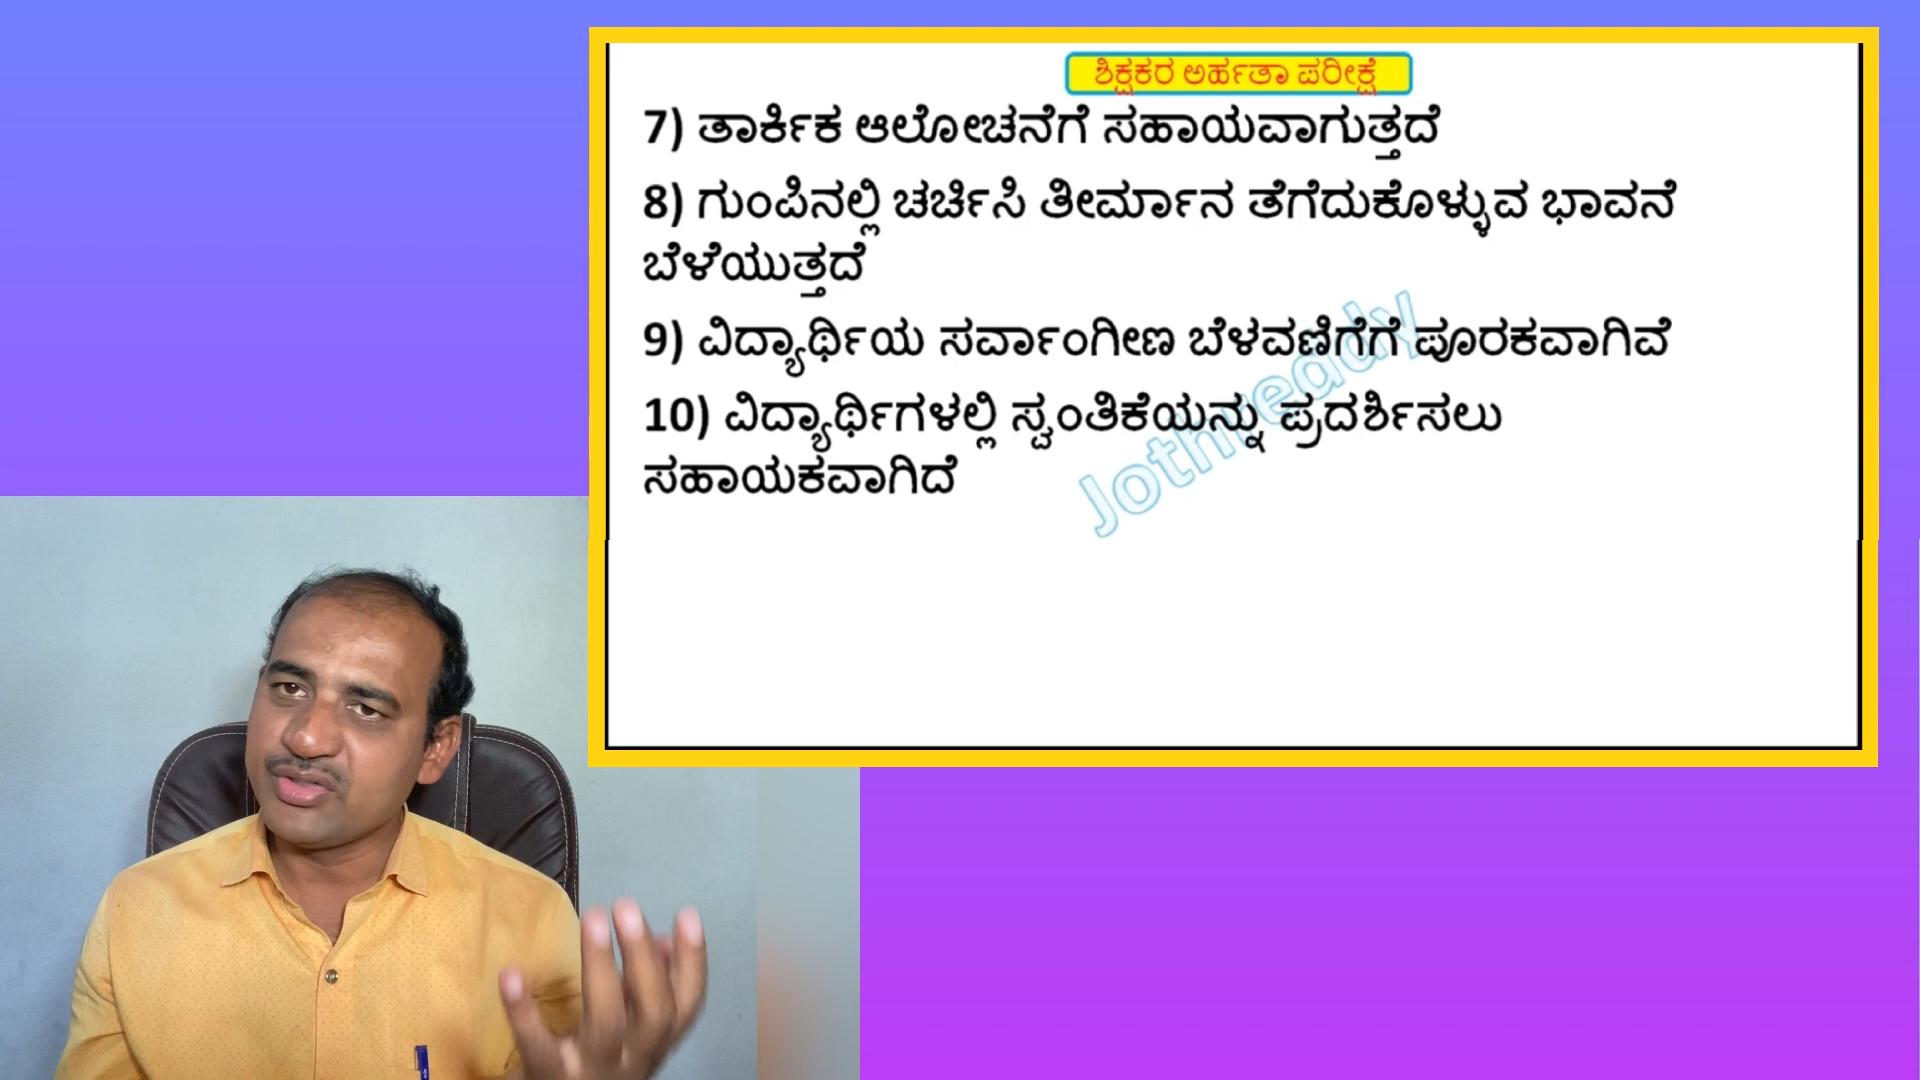 ಶಿಕ್ಷಕರ ಅರ್ಹತಾ ಪರೀಕ್ಷೆ
7) ತಾರ್ಕಿಕ ಆಲೋಚನೆಗೆ ಸಹಾಯವಾಗುತ್ತದೆ
8) ಗುಂಪಿನಲ್ಲಿ ಚರ್ಚಿಸಿ ತೀರ್ಮಾನ ತೆಗೆದುಕೊಳ್ಳುವ ಭಾವನೆ
ಬೆಳೆಯುತ್ತದೆ
9) ವಿದ್ಯಾರ್ಥಿಯ ಸರ್ವಾಂಗೀಣ ಬೆಳವಣಿಗೆಗೆ ಪೂರಕವಾಗಿವೆ
10) ವಿದ್ಯಾರ್ಥಿಗಳಲ್ಲಿ ಸ್ವಂತಿಕೆಯನ್ನು ಪ್ರದರ್ಶಿಸಲು
ಸಹಾಯಕವಾಗಿದೆ
Jothreddy